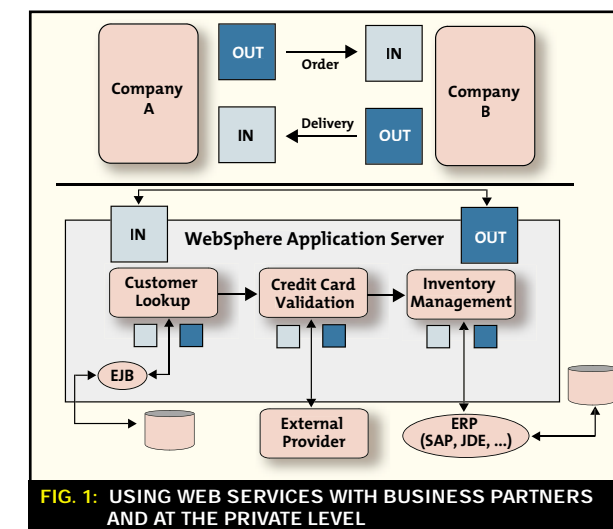 Company
A
OUT
Order
IN
Company
B
IN
Delivery
OUT
IN
WebSphere Application Server
OUT
Customer
Lookup
Credit Card
Validation
Inventory
Management
EJB
External
Provider
ERP
(SAP, JDE, ...)
FIG. 1: USING WEB SERVICES WITH BUSINESS PARTNERS
AND AT THE PRIVATE LEVEL